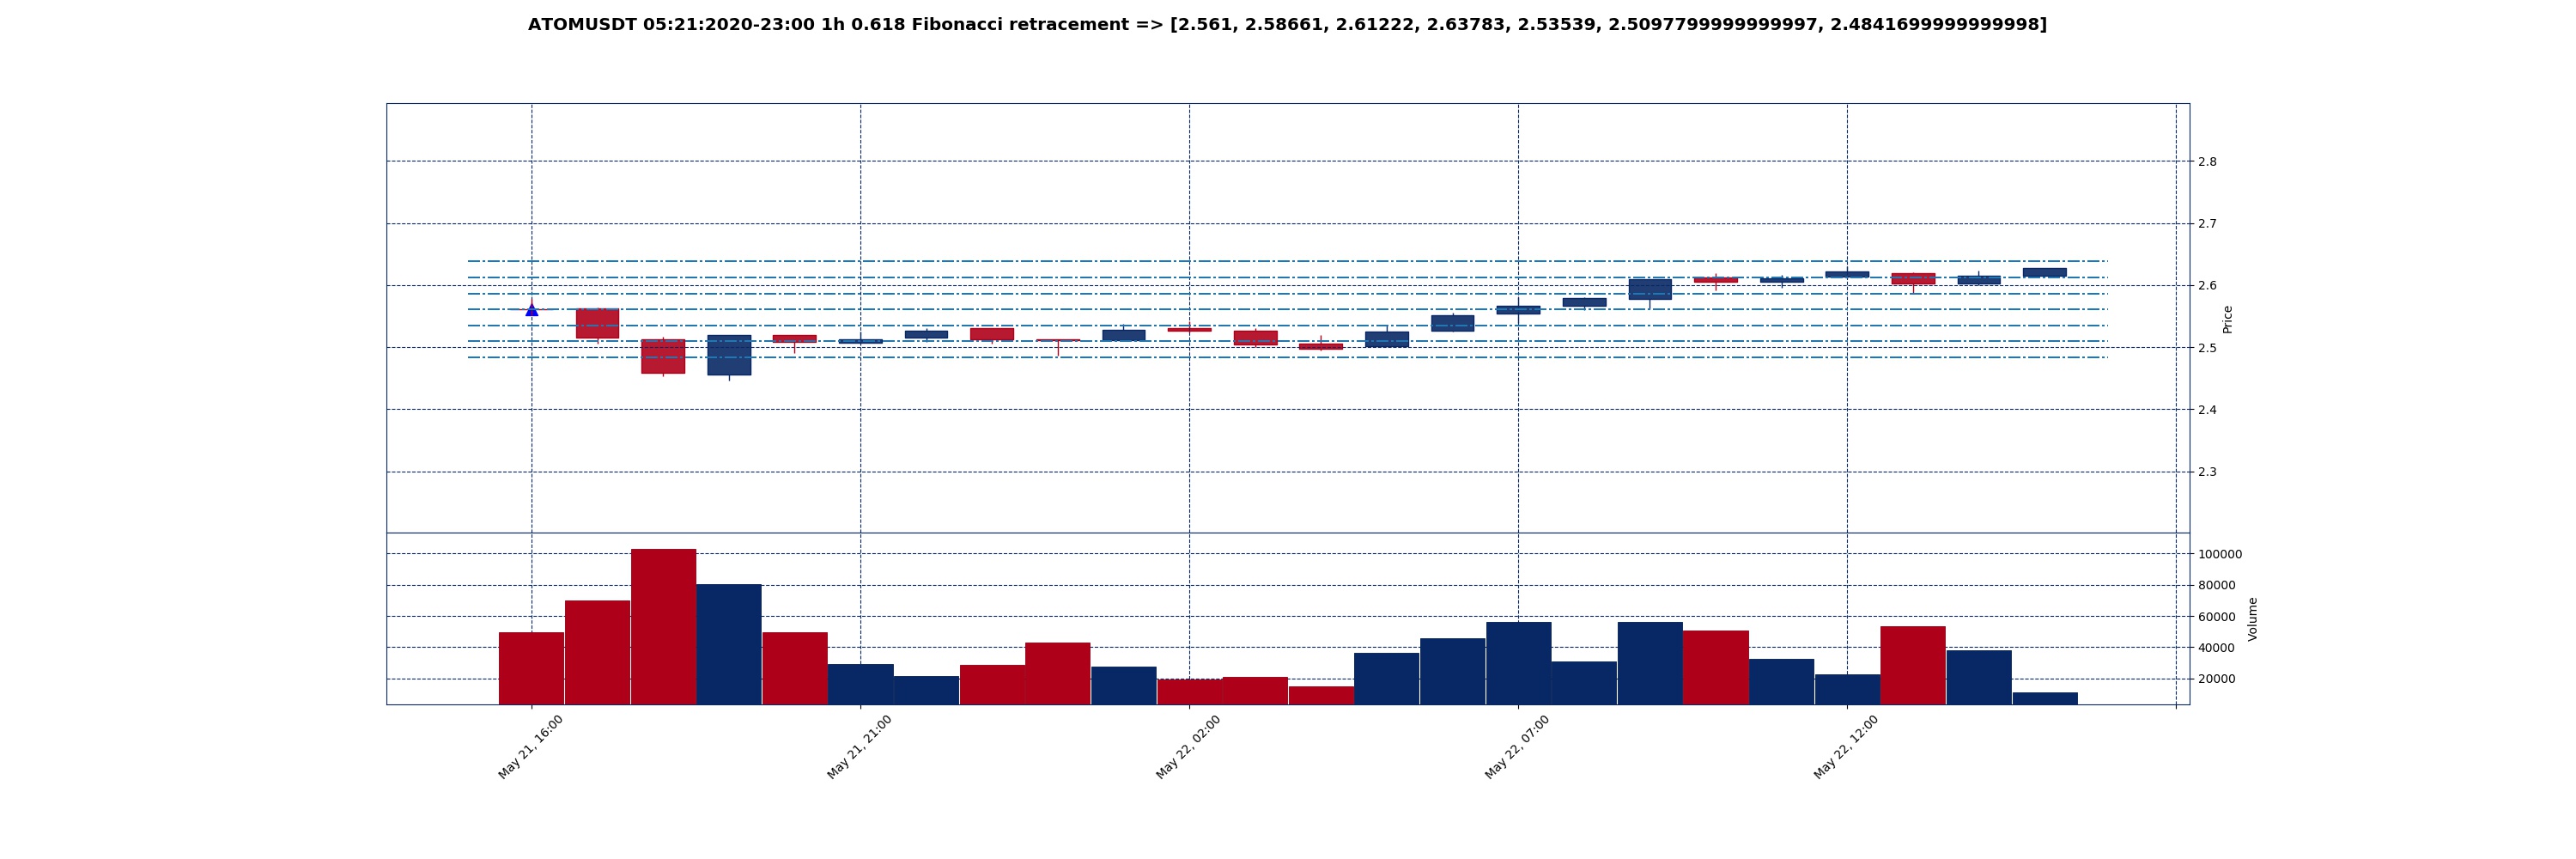 ATOMUSDT 05:21:2020-23:00 1h 0.618 Fibonacci retracement => [2.561, 2.58661, 2.61222, 2.63783, 2.53539, 2.5097799999999997, 2.4841699999999998]
2.8
2.7
2.6
2.5
2.4
2.3
Price
100000
80000
60000
40000
20000
Volume
May 21, 16:00
May 21, 21:00
May 22, 02:00
May 22, 07:00
May 22, 12:00